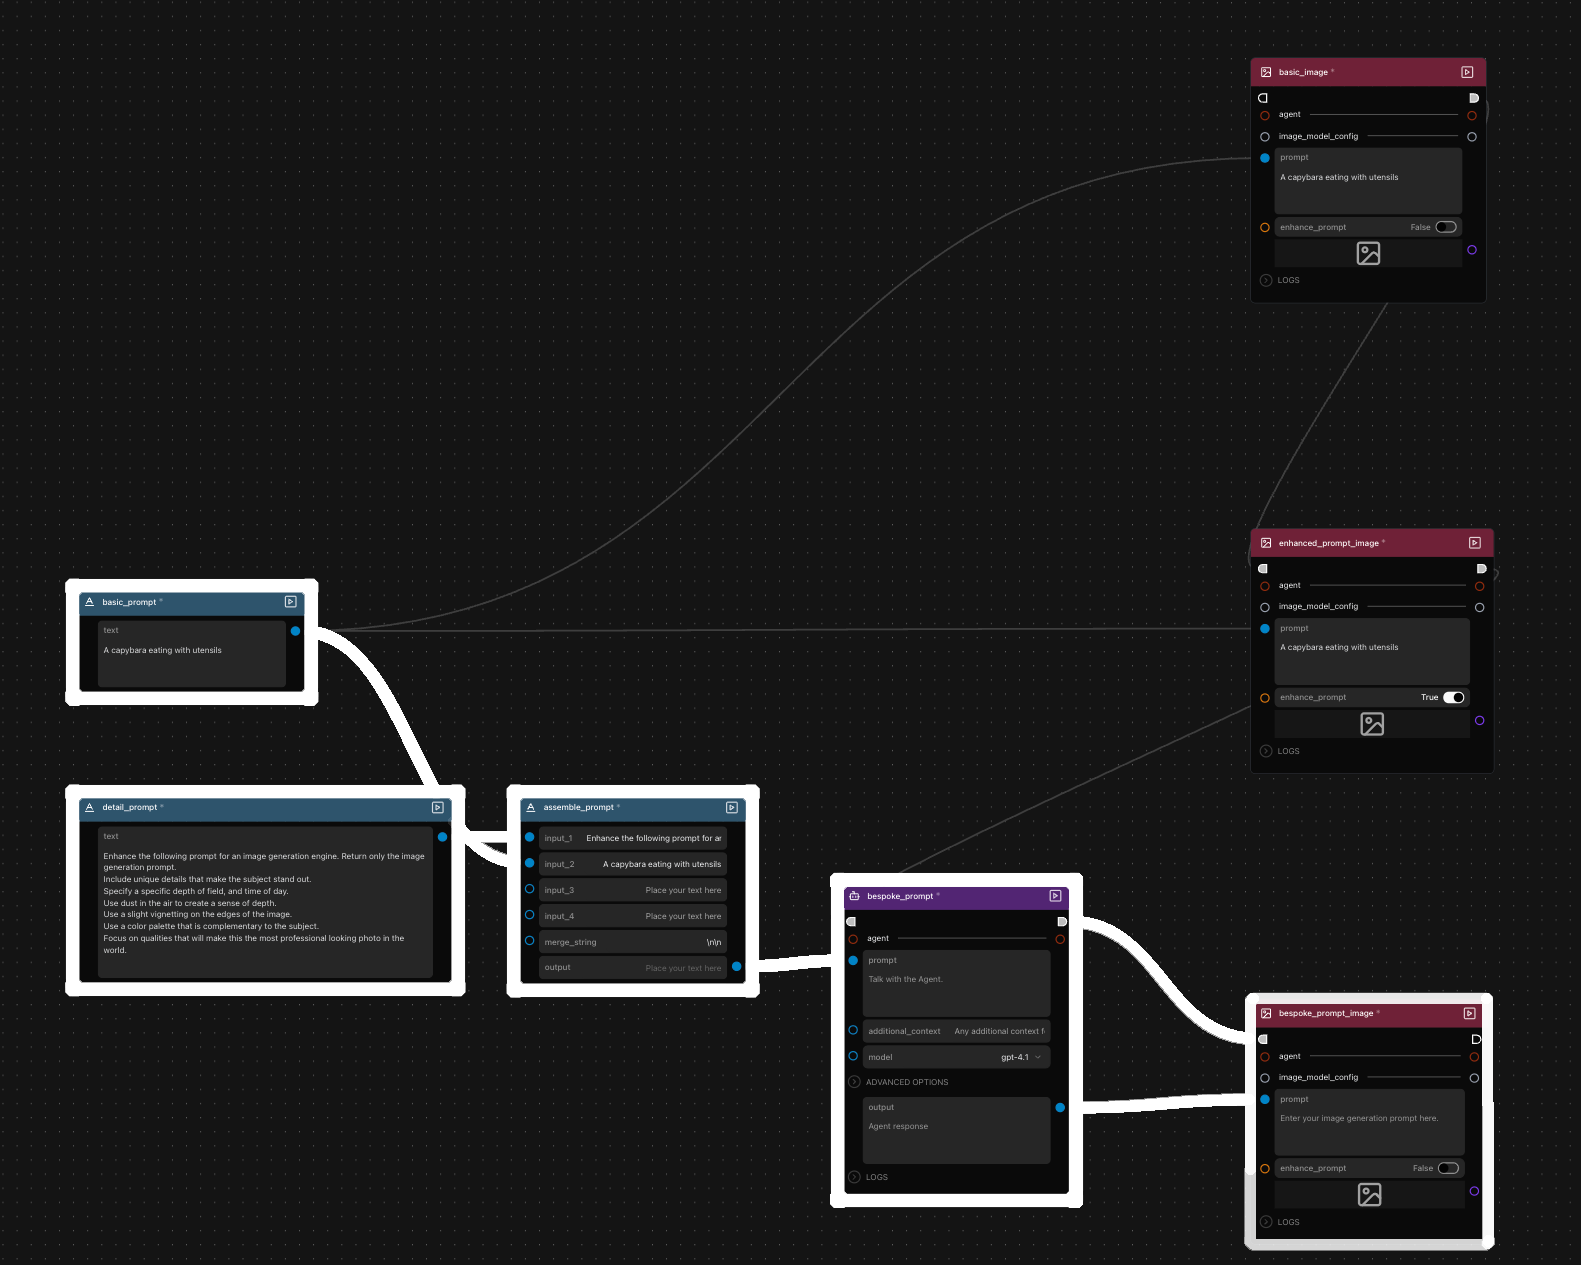 basic_image *
agent
image_model_config
prompt
A capybara eating with utensils
enhance_prompt False
LOGS
enhanced_prompt_image *
agent
image_model_config
prompt
A capybara eating with utensils
enhance_prompt True
LOGS
basic_prompt *
text
A capybara eating with utensils
detail_prompt *
text
Enhance the following prompt for an image generation engine. Return only the image
generation prompt.
Include unique details that make the subject stand out.
Specify a specific depth of field, and time of day.
Use dust in the air to create a sense of depth.
Use a slight vignetting on the edges of the image.
Use a color palette that is complementary to the subject.
Focus on qualities that will make this the most professional looking photo in the
world.
assemble_prompt *
input_1 Enhance the following prompt for ar
input_2 A capybara eating with utensils
input_3 Place your text here
input_4 Place your text here
merge_string \n\n
output Place your text here
bespoke_prompt *
agent
prompt
Talk with the Agent.
additional_context Any additional context f
model gpt-4.1
ADVANCED OPTIONS
output
Agent response
LOGS
bespoke_prompt_image *
agent
image_model_config
prompt
Enter your image generation prompt here.
enhance_prompt False
LOGS